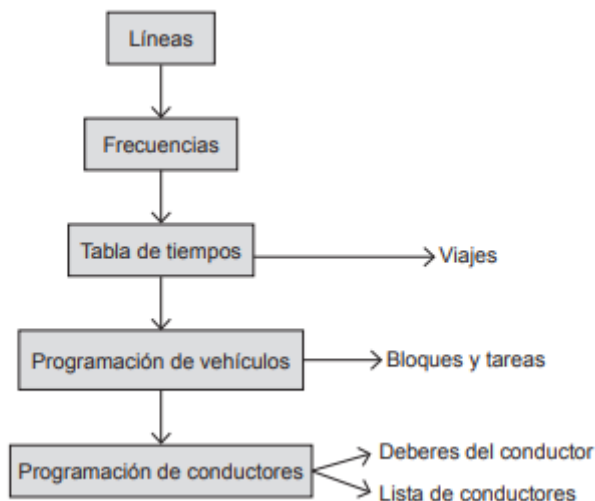 Líneas
Frecuencias
Tabla de tiempos
Viajes
Programación de vehículos
Bloques y tareas
Programación de conductores
Deberes del conductor
Lista de conductores